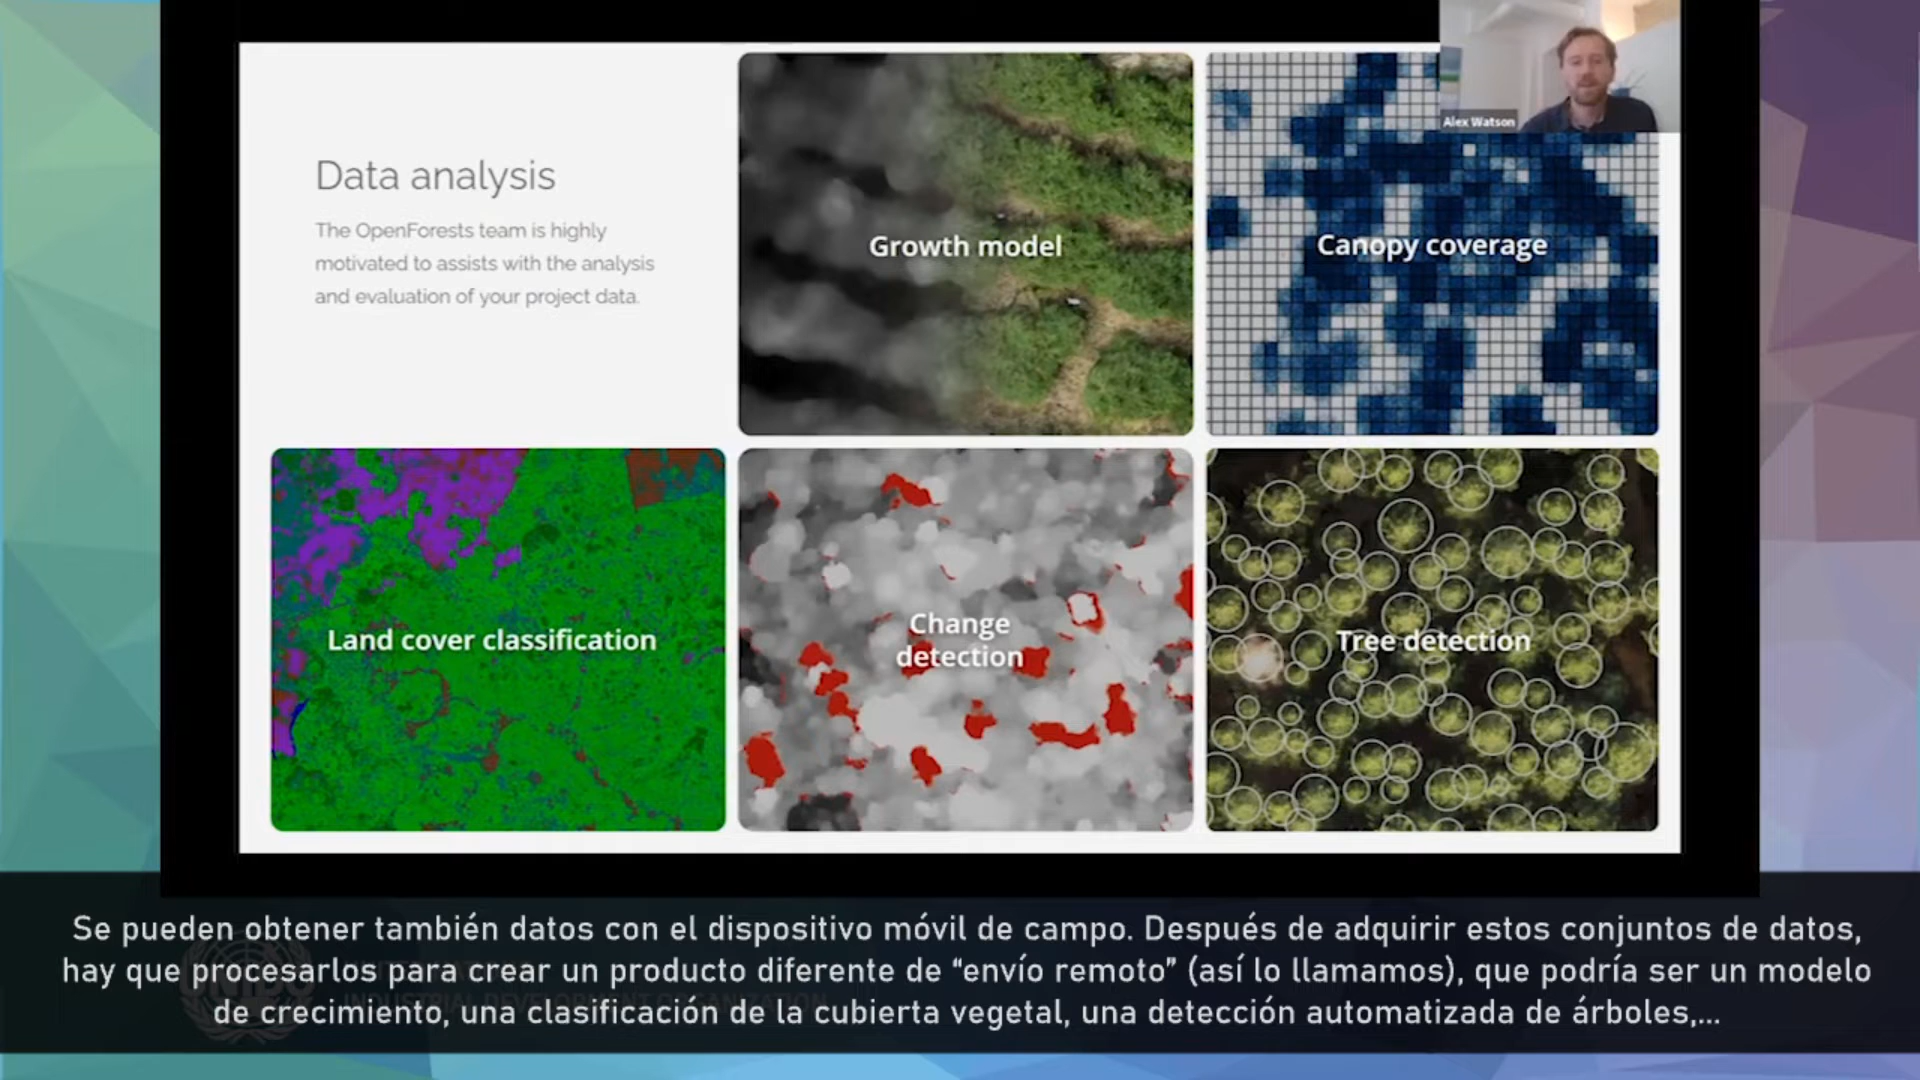 Alex Watson
Data analysis
The OpenForests team is highly
motivated to assists with the analysis
and evaluation of your project data.
Growth model
Canopy coverage
Land cover classification
Change
detection
Tree detection
Se pueden obtener también datos con el dispositivo móvil de campo. Después de adquirir estos conjuntos de datos,
hay que procesarlos para crear un producto diferente de “envío remoto” (así lo llamamos), que podría ser un modelo
de crecimiento, una clasificación de la cubierta vegetal, una detección automatizada de árboles,...